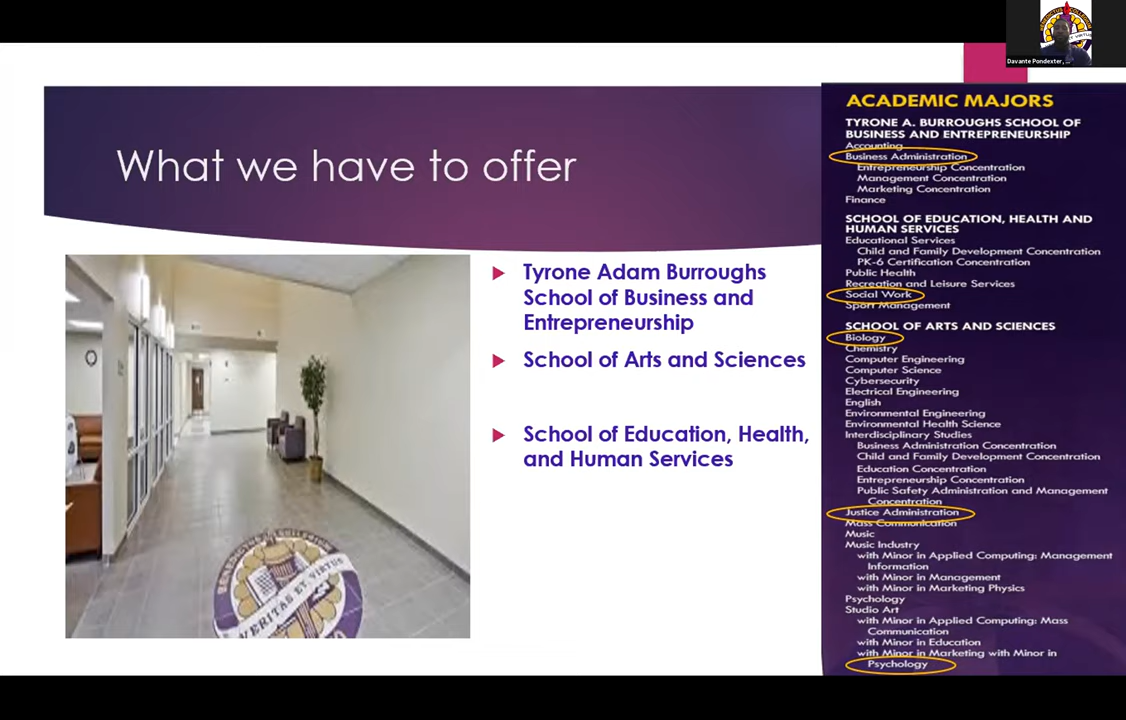 Davante Pondexter, ...
What we have to offer
Tyrone Adam Burroughs
School of Business and
Entrepreneurship
School of Arts and Sciences
School of Education, Health,
and Human Services
VERITAS ET VIRTUS
ACADEMIC MAJORS
TYRONE A. BURROUGHS SCHOOL OF
BUSINESS AND ENTREPRENEURSHIP
Accounting
Business Administration
Entrepreneurship Concentration
Management Concentration
Marketing Concentration
Finance
SCHOOL OF EDUCATION, HEALTH AND
HUMAN SERVICES
Educational Services
Child and Family Development Concentration
PK-6 Certification Concentration
Public Health
Recreation and Leisure Services
Social Work
Sport Management
SCHOOL OF ARTS AND SCIENCES
Biology
Chemistry
Computer Engineering
Computer Science
Cybersecurity
Electrical Engineering
English
Environmental Engineering
Environmental Health Science
Interdisciplinary Studies
Business Administration Concentration
Child and Family Development Concentration
Education Concentration
Entrepreneurship Concentration
Public Safety Administration and Management
Concentration
Justice Administration
Mass Communication
Music
Music Industry
with Minor in Applied Computing: Management
Information
with Minor in Management
with Minor in Marketing Physics
Psychology
Studio Art
with Minor in Applied Computing: Mass
Communication
with Minor in Education
with Minor in Marketing with Minor in
Psychology